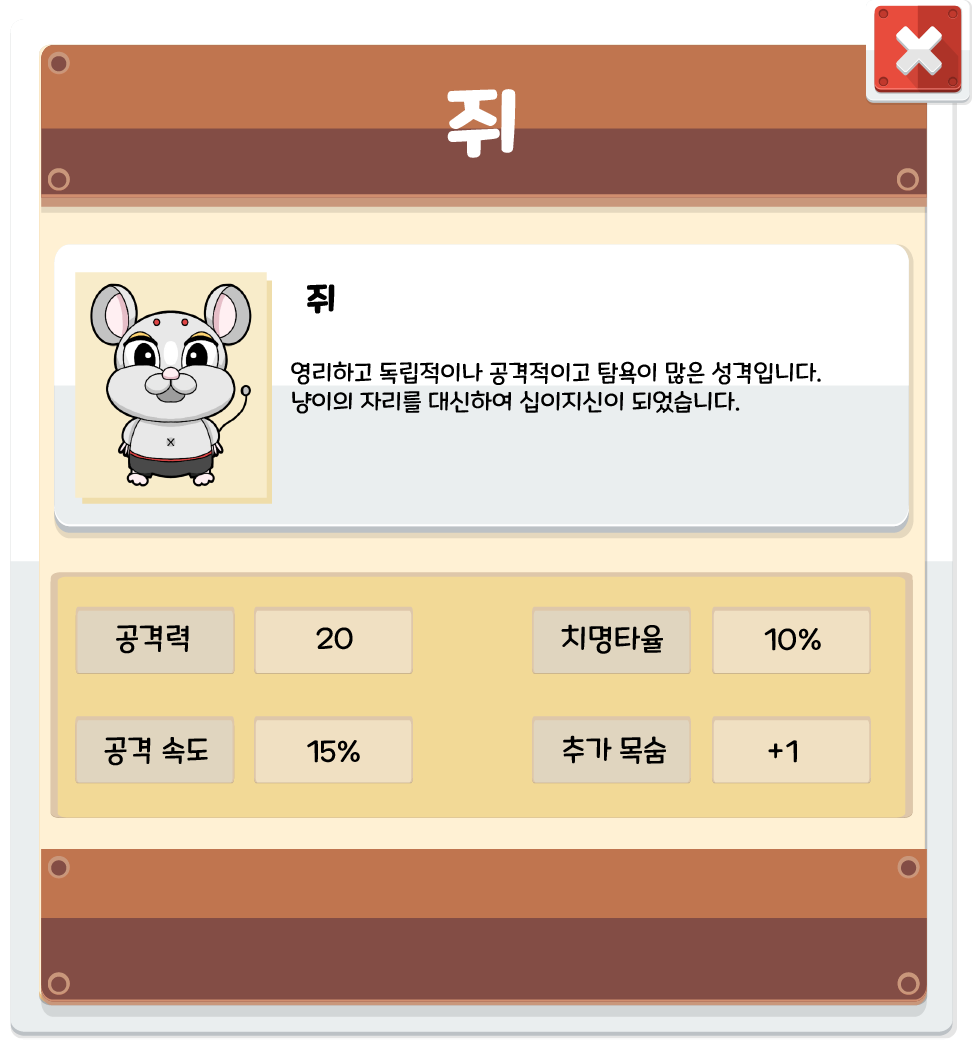 쥐
쥐
영리하고 독립적이나 공격적이고 탐욕이 많은 성격입니다.
냥이의 자리를 대신하여 십이지신이 되었습니다.
공격력 20 치명타율 10%
공격 속도 15% 추가 목숨 +1